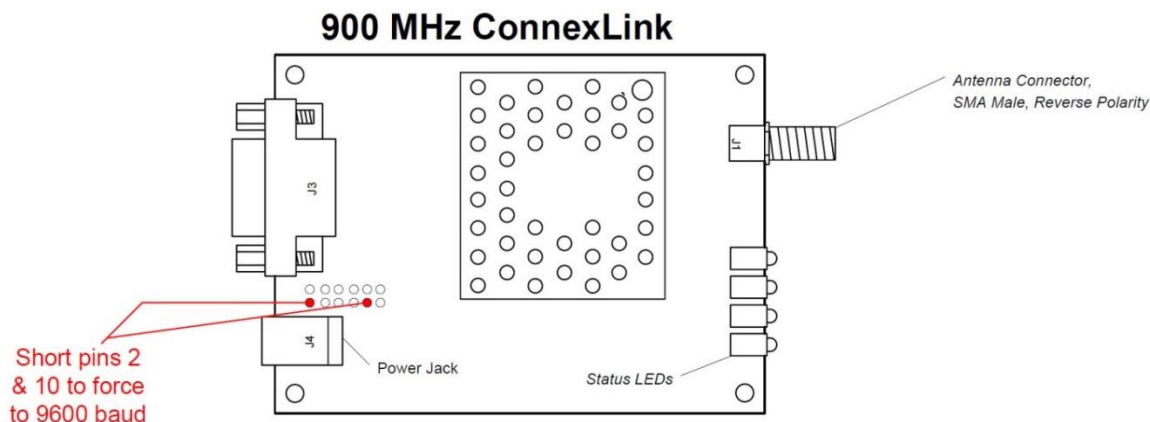 900 MHz ConnexLink
Antenna Connector,
SMA Male, Reverse Polarity
J1
J3
J4
Power Jack
Status LEDs
Short pins 2
& 10 to force
to 9600 baud